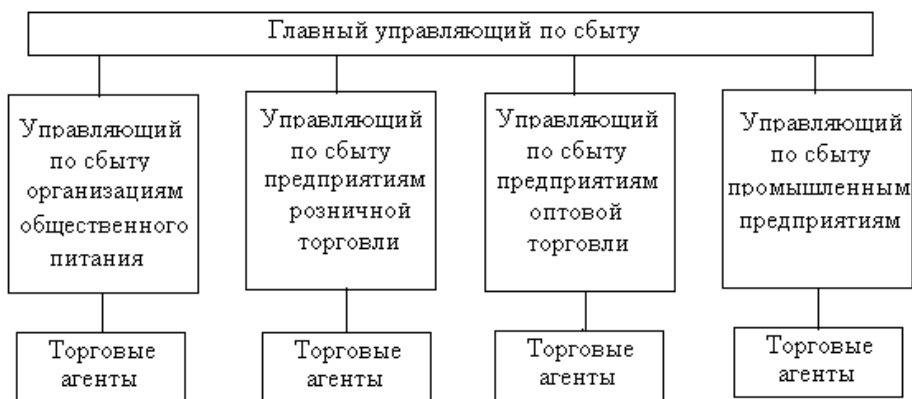 Главный управляющий по сбыту
Управляющий
по сбыту
организациям
общественного
питания
Управляющий
по сбыту
предприятиям
розничной
торговли
Управляющий
по сбыту
предприятиям
оптовой
торговли
Управляющий
по сбыту
промышленным
предприятиям
Торговые
агенты
Торговые
агенты
Торговые
агенты
Торговые
агенты